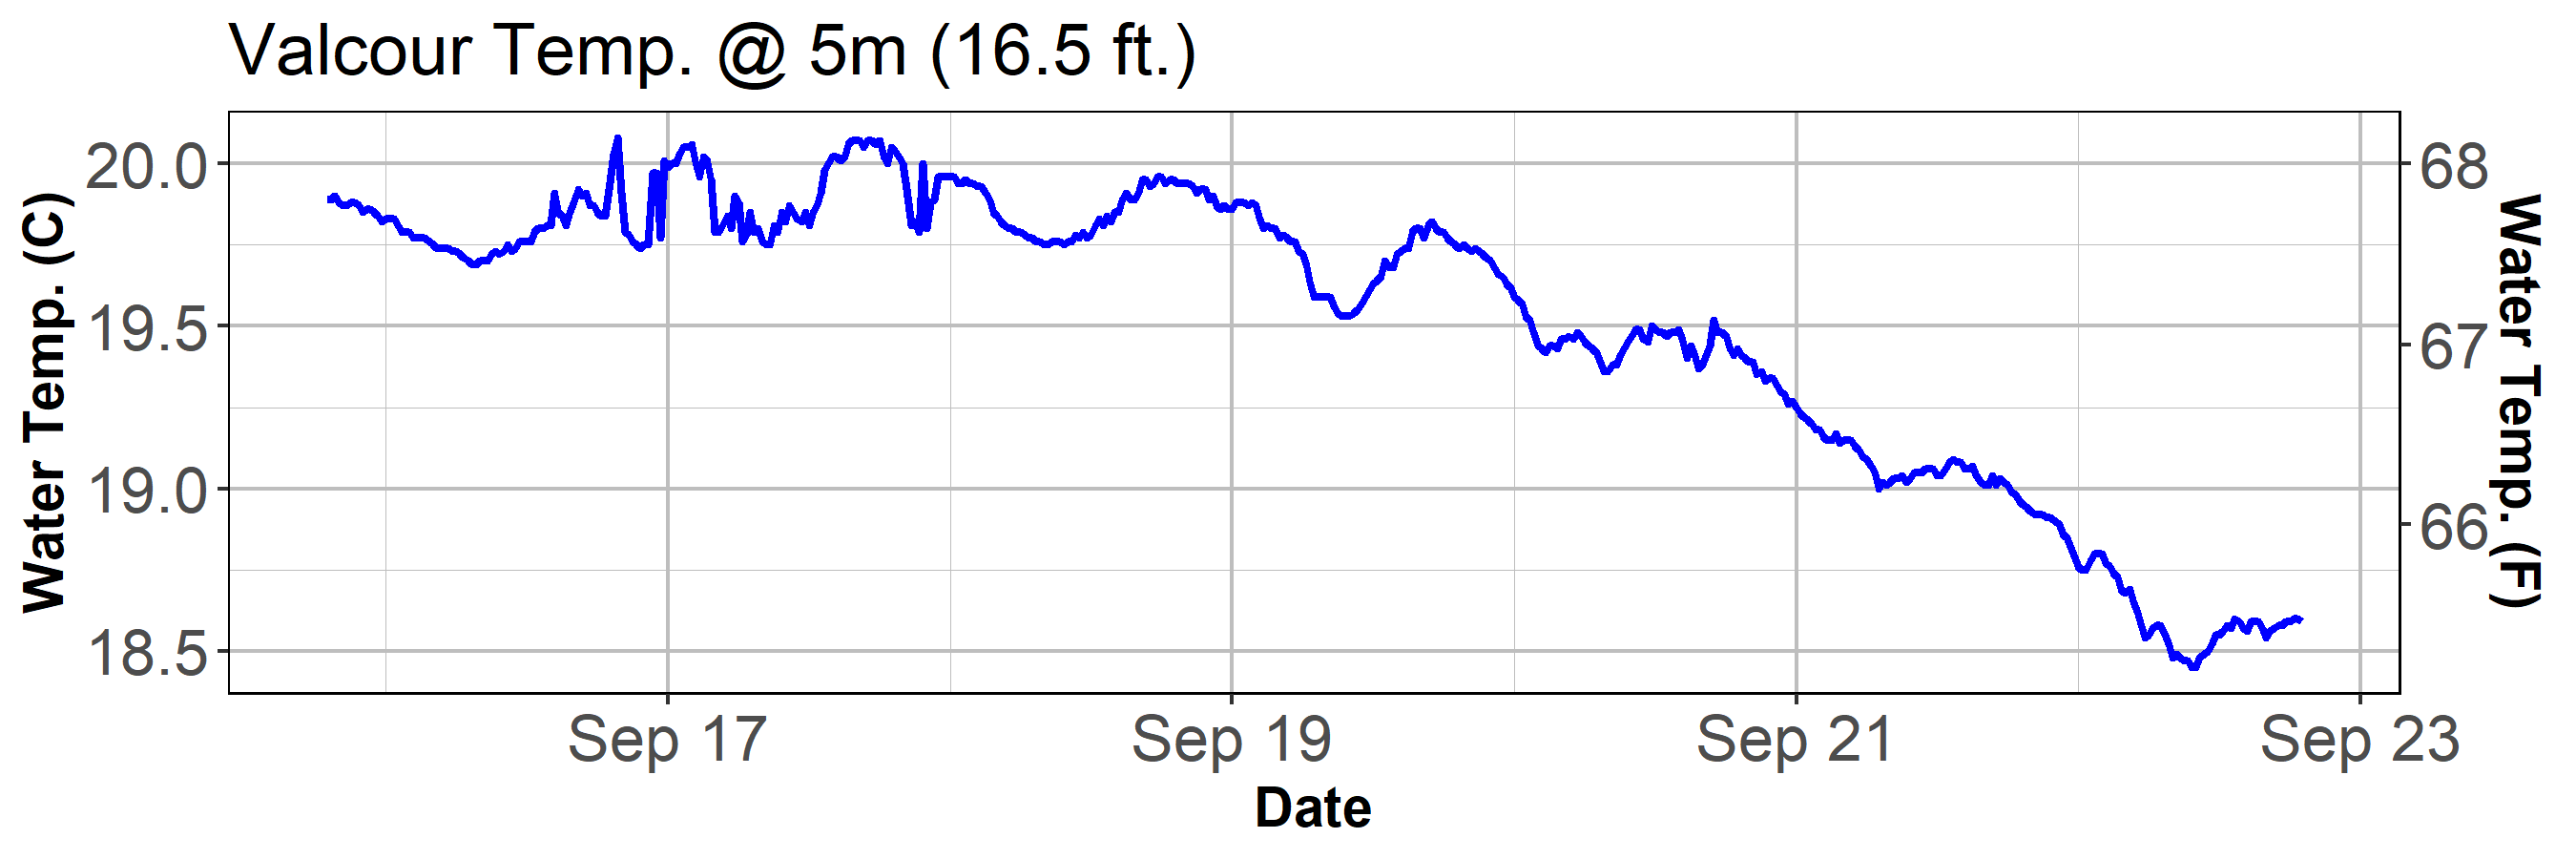 Valcour Temp. @ 5m (16.5 ft.)
Water Temp. (C)
20.0
19.5
19.0
18.5
68
67
66
Water Temp. (F)
Sep 17 Sep 19 Sep 21 Sep 23
Date